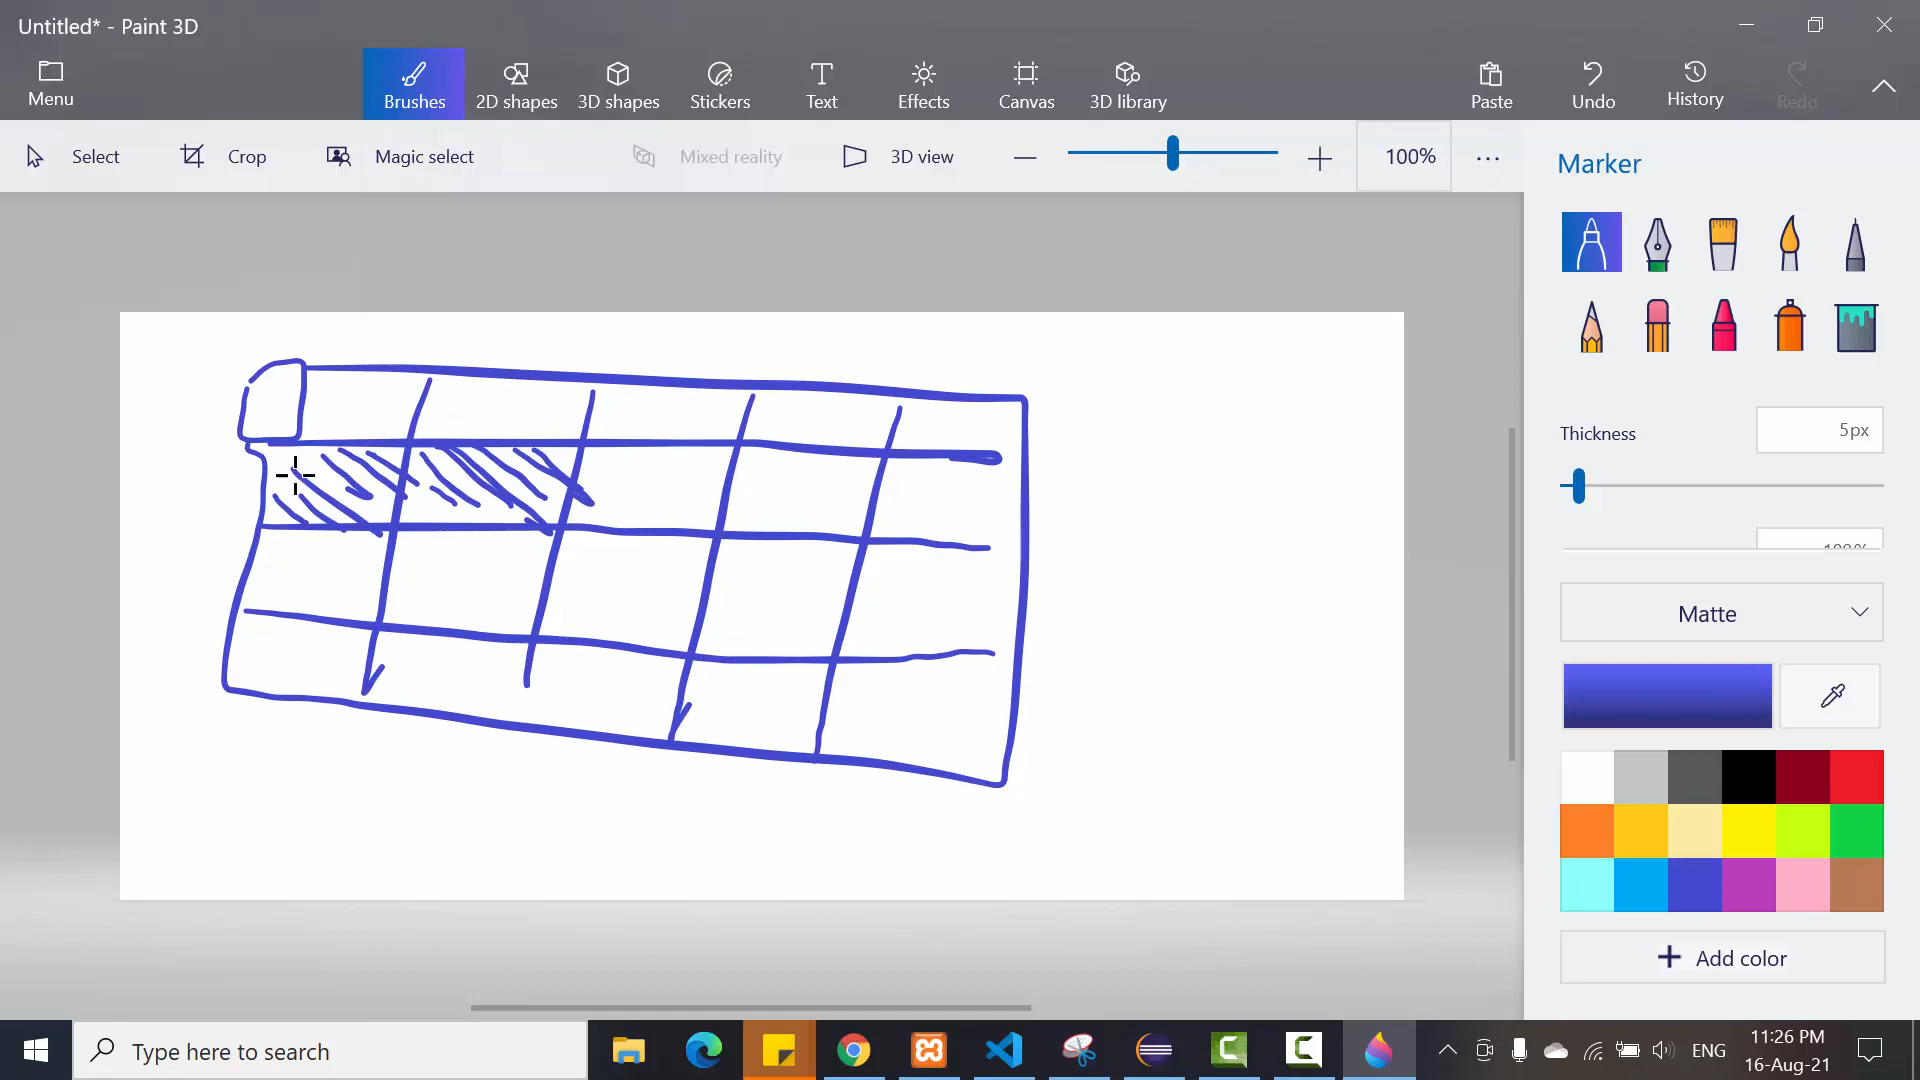 Untitled* - Paint 3D
Menu
Brushes
2D shapes
3D shapes
Stickers
Text
Effects
Canvas
3D library
Paste
Undo
History
Redo
Select
Crop
Magic select
Mixed reality
3D view
100%
Marker
Thickness
5px
100%
Matte
Add color
Type here to search
ENG
11:26 PM
16-Aug-21